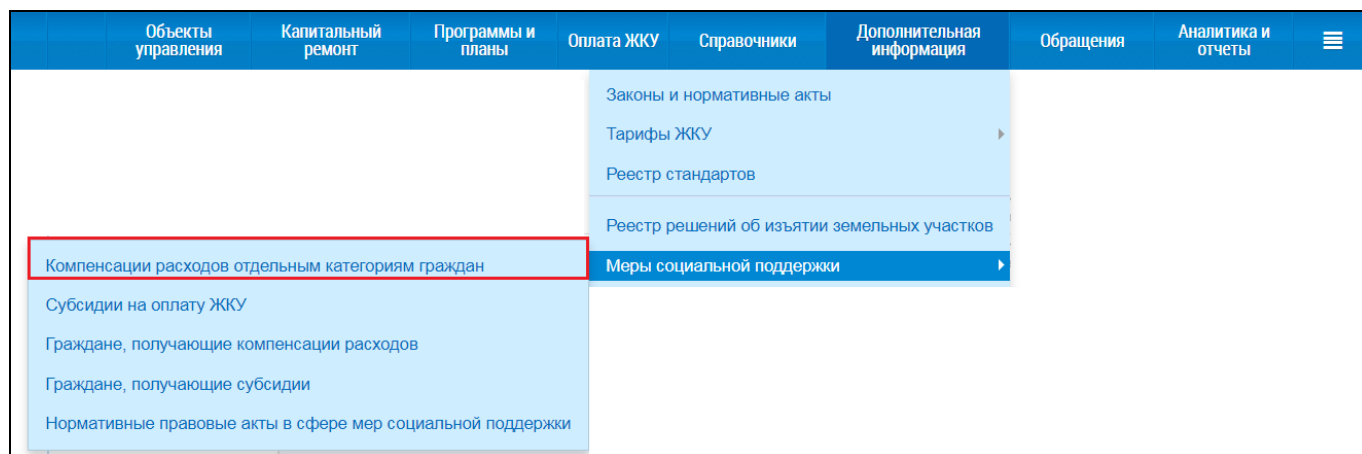 Объекты
управления
Капитальный
ремонт
Программы и
планы
Оплата ЖКУ
Справочники
Дополнительная
информация
Обращения
Аналитика и
отчеты
Законы и нормативные акты
Тарифы ЖКУ
Реестр стандартов
Реестр решений об изъятии земельных участков
Меры социальной поддержки
Компенсации расходов отдельным категориям граждан
Субсидии на оплату ЖКУ
Граждане, получающие компенсации расходов
Граждане, получающие субсидии
Нормативные правовые акты в сфере мер социальной поддержки